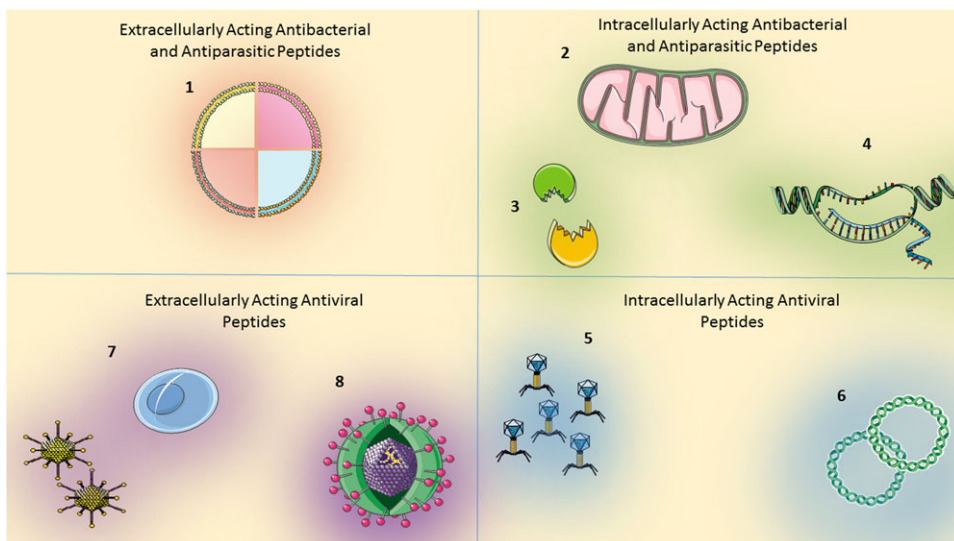 Extracellularly Acting Antibacterial
and Antiparasitic Peptides
1
Intracellularly Acting Antibacterial
and Antiparasitic Peptides
2
3
4
Extracellularly Acting Antiviral
Peptides
7
8
Intracellularly Acting Antiviral
Peptides
5
6